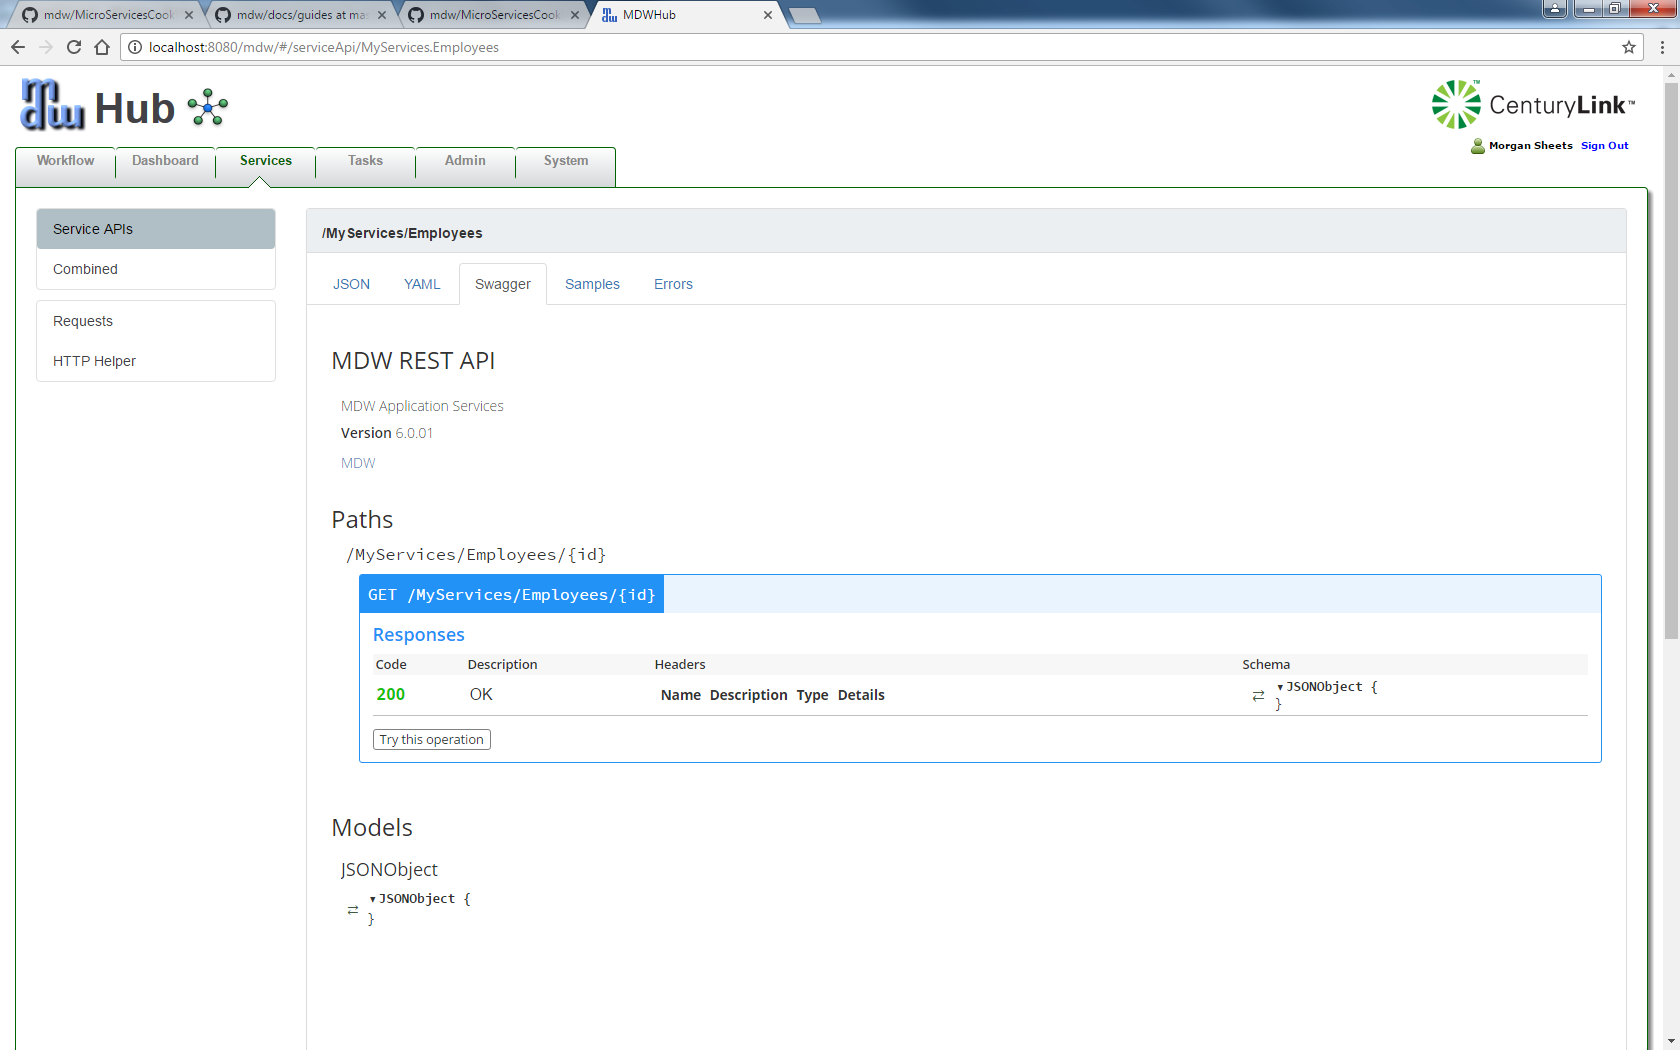 mdw/MicroServicesCook
mdw/docs/guides at mas
mdw/MicroServicesCook
MDWHub
localhost:8080/mdw/#/serviceApi/MyServices.Employees
mdw Hub
CenturyLink™
Morgan Sheets Sign Out
Workflow Dashboard Services Tasks Admin System
Service APIs
Combined
Requests
HTTP Helper
/MyServices/Employees
JSON YAML Swagger Samples Errors
MDW REST API
MDW Application Services
Version 6.0.01
MDW
Paths
/MyServices/Employees/{id}
GET /MyServices/Employees/{id}
Responses
Code Description Headers Schema
200 OK Name Description Type Details JSONObject {
}
Try this operation
Models
JSONObject
JSONObject {
}